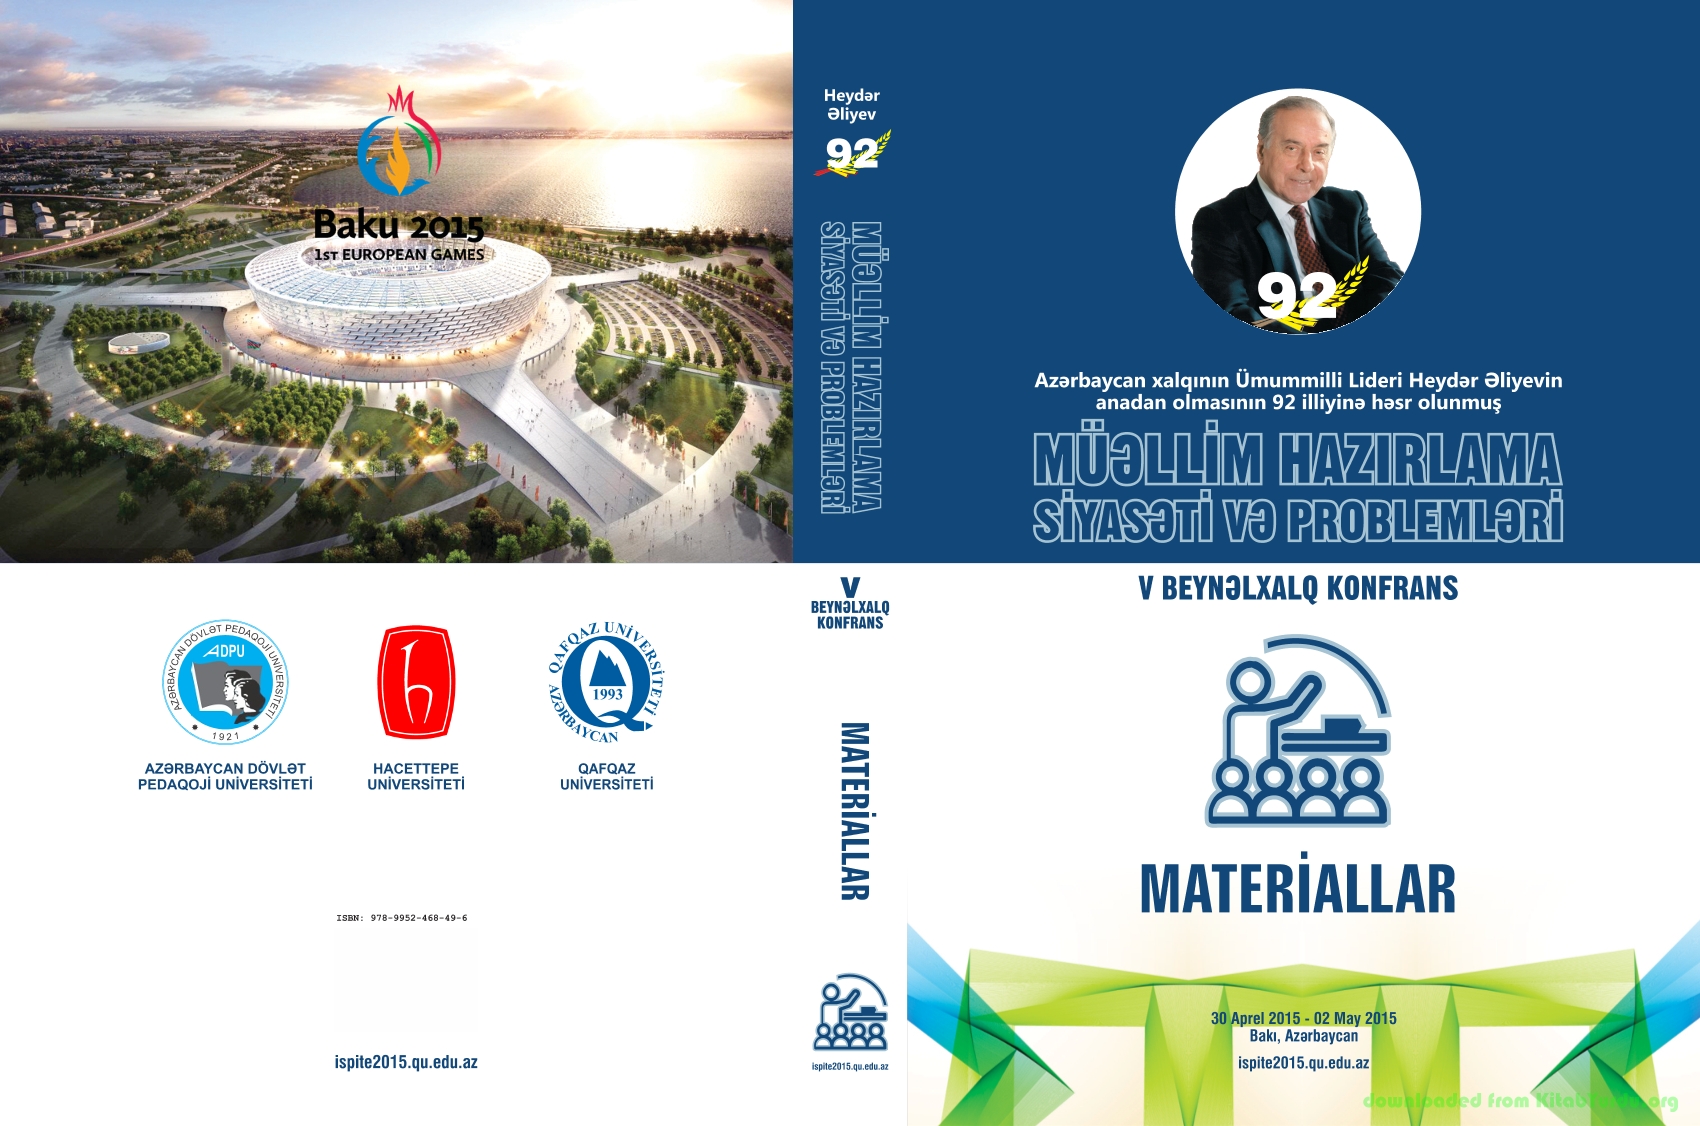 Baku 2015
1ST EUROPEAN GAMES
AZƏRBAYCAN DÖVLƏT PEDAQOJİ UNİVERSİTETİ
ADPU
1921
AZƏRBAYCAN DÖVLƏT
PEDAQOJİ UNİVERSİTETİ
HACETTEPE
UNİVERSİTETİ
QAFQAZ UNİVERSİTETİ
1993
AZƏRBAYCAN
QAFQAZ
UNİVERSİTETİ
ISBN: 978-9952-468-49-6
ispite2015.qu.edu.az
Heydər
Əliyev
92
MÜƏLLİM HAZIRLAMA
SİYASƏTİ VƏ PROBLEMLƏRİ
V
BEYNƏLXALQ
KONFRANS
MATERİALLAR
ispite2015.qu.edu.az
92
Azərbaycan xalqının Ümummilli Lideri Heydər Əliyevin
anadan olmasının 92 illiyinə həsr olunmuş
MÜƏLLİM HAZIRLAMA
SİYASƏTİ VƏ PROBLEMLƏRİ
V BEYNƏLXALQ KONFRANS
MATERİALLAR
30 Aprel 2015 - 02 May 2015
Bakı, Azərbaycan
ispite2015.qu.edu.az
downloaded from